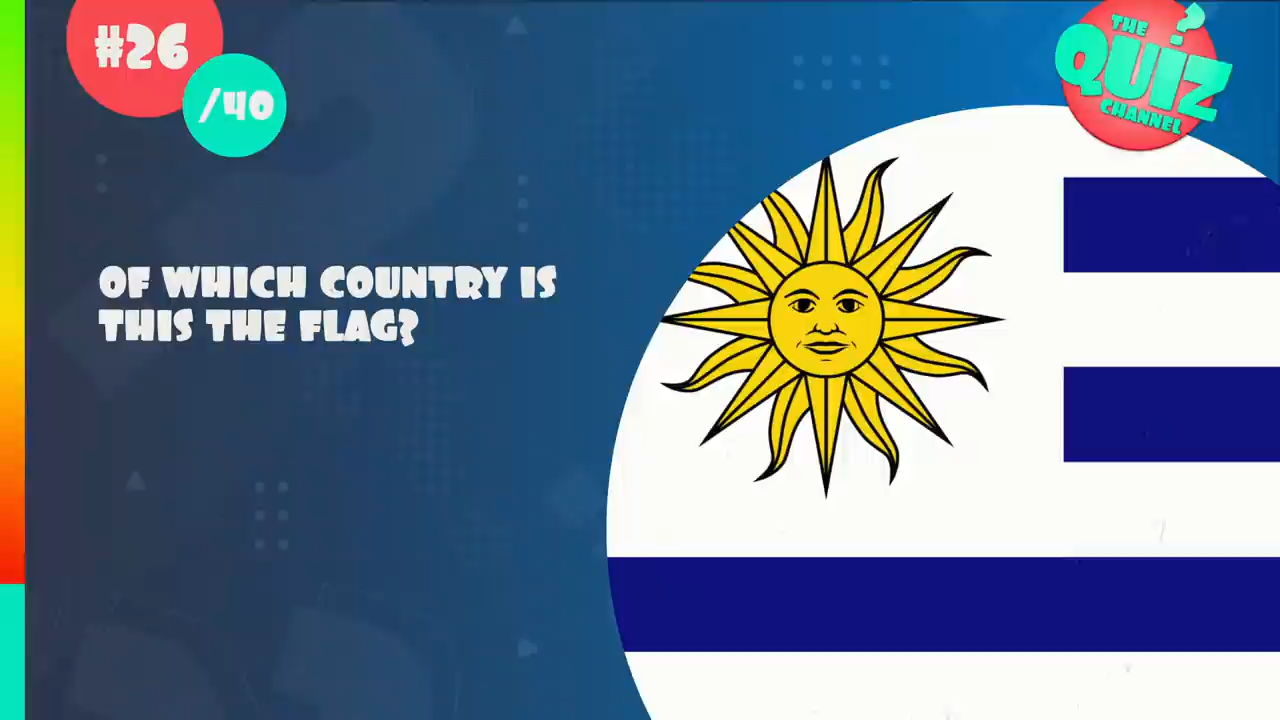 #26
/40
THE
QUIZ
CHANNEL
OF WHICH COUNTRY IS
THIS THE FLAG?